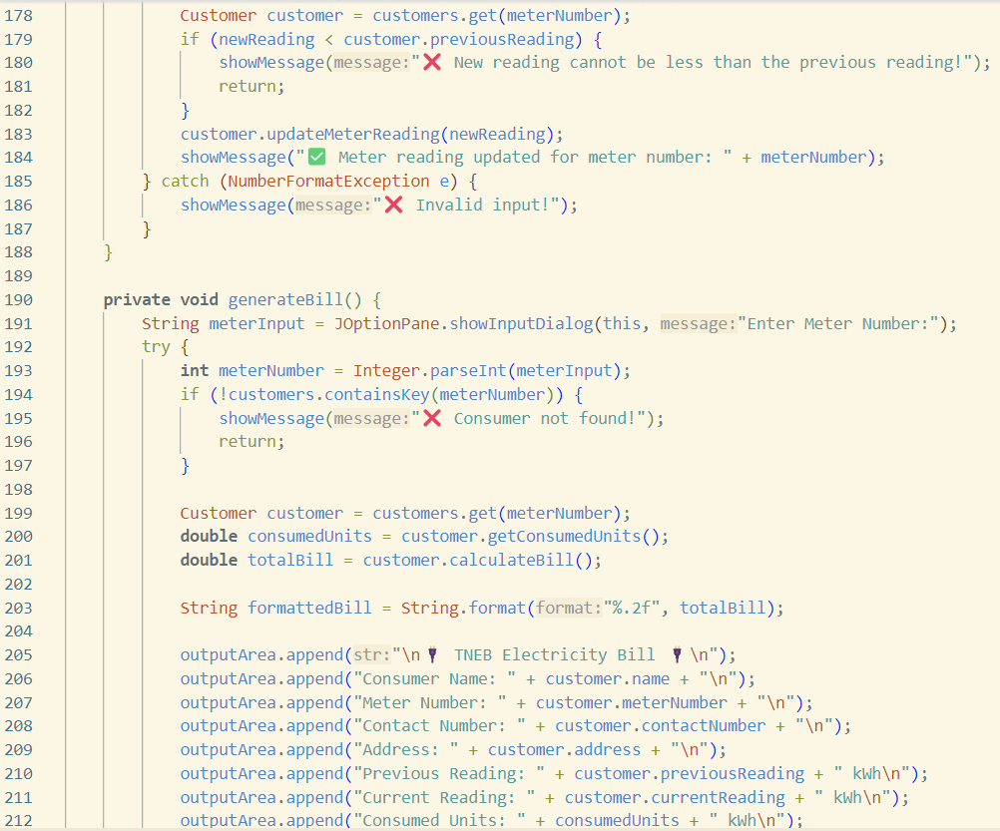 178 Customer customer = customers.get(meterNumber);
179 if (newReading < customer.previousReading) {
180 showMessage(message:"❌ New reading cannot be less than the previous reading!");
181 return;
182 }
183 customer.updateMeterReading(newReading);
184 showMessage("✅ Meter reading updated for meter number: " + meterNumber);
185 } catch (NumberFormatException e) {
186 showMessage(message:"❌ Invalid input!");
187 }
188 }
189
190 private void generateBill() {
191 String meterInput = JOptionPane.showInputDialog(this, message:"Enter Meter Number:");
192 try {
193 int meterNumber = Integer.parseInt(meterInput);
194 if (!customers.containsKey(meterNumber)) {
195 showMessage(message:"❌ Consumer not found!");
196 return;
197 }
198
199 Customer customer = customers.get(meterNumber);
200 double consumedUnits = customer.getConsumedUnits();
201 double totalBill = customer.calculateBill();
202
203 String formattedBill = String.format(format:"%.2f", totalBill);
204
205 outputArea.append(str:"\n🔌 TNEB Electricity Bill 🔌\n");
206 outputArea.append("Consumer Name: " + customer.name + "\n");
207 outputArea.append("Meter Number: " + customer.meterNumber + "\n");
208 outputArea.append("Contact Number: " + customer.contactNumber + "\n");
209 outputArea.append("Address: " + customer.address + "\n");
210 outputArea.append("Previous Reading: " + customer.previousReading + " kWh\n");
211 outputArea.append("Current Reading: " + customer.currentReading + " kWh\n");
212 outputArea.append("Consumed Units: " + consumedUnits + " kWh\n");